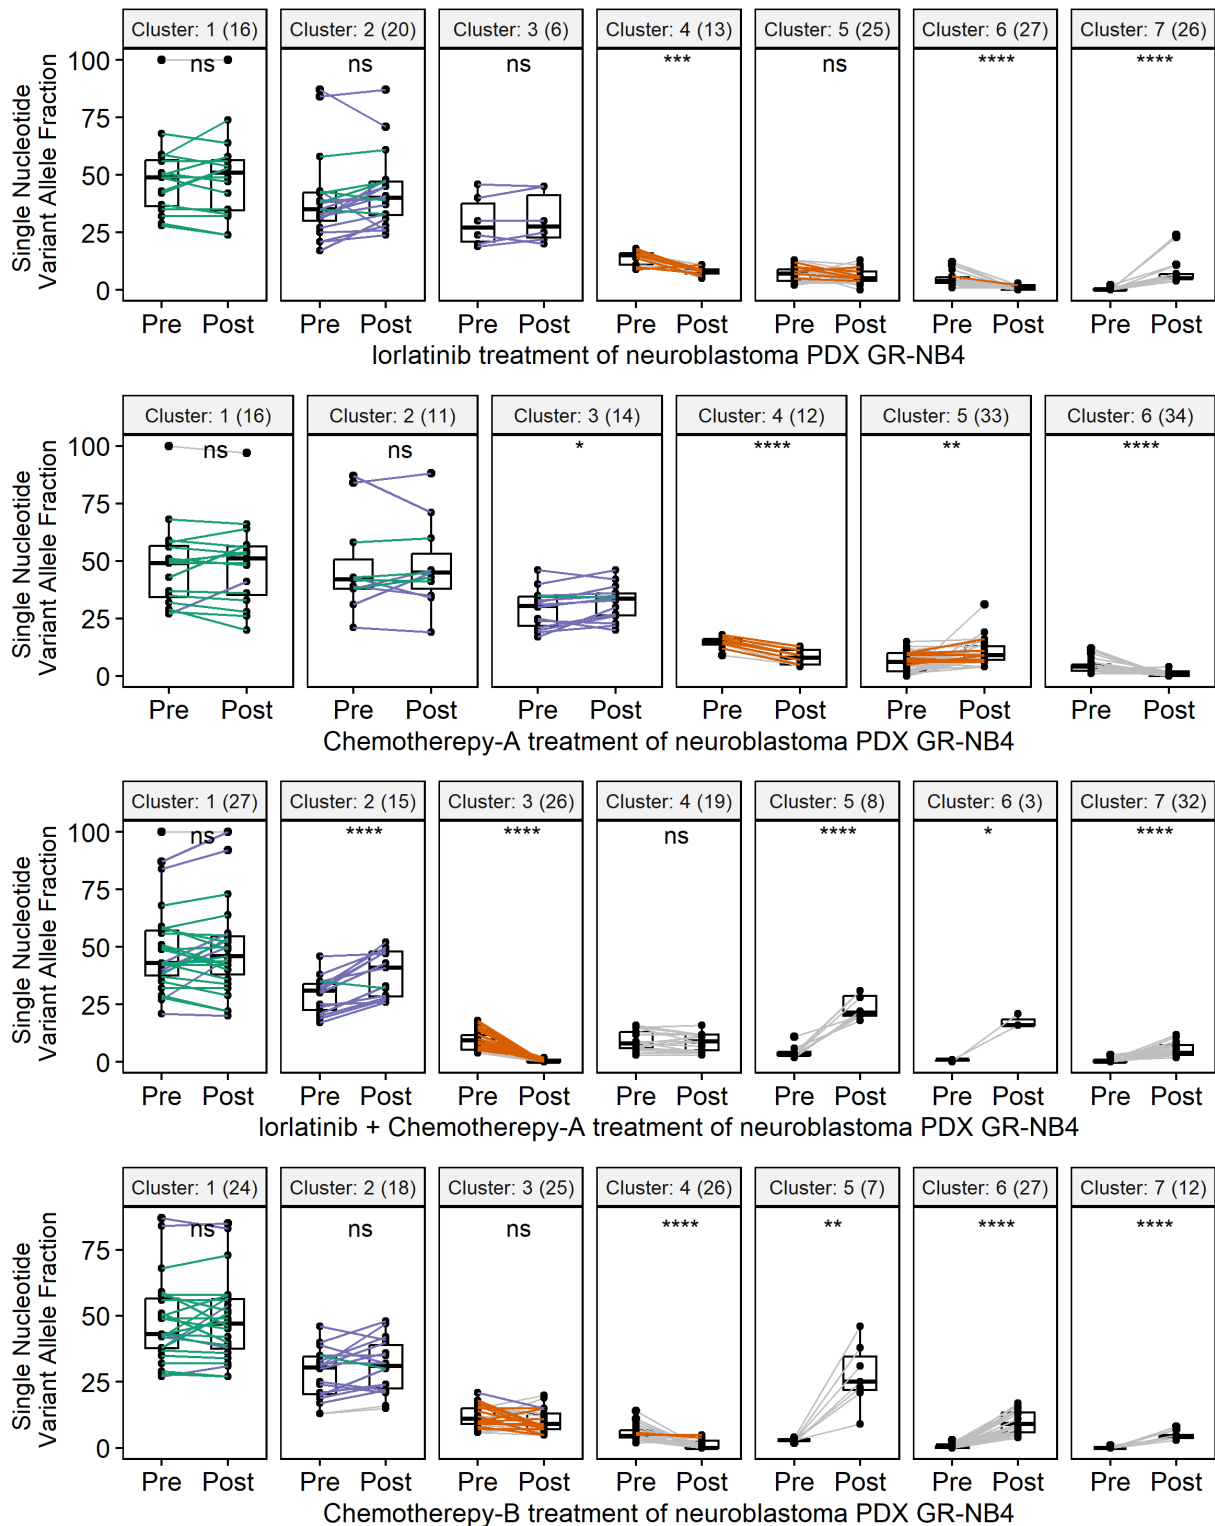 Cluster: 1 (16) Cluster: 2 (20) Cluster: 3 (6) Cluster: 4 (13) Cluster: 5 (25) Cluster: 6 (27) Cluster: 7 (26)
ns ns ns *** ns **** ****
100
75
50
25
0
Single Nucleotide
Variant Allele Fraction
Pre Post Pre Post Pre Post Pre Post Pre Post Pre Post Pre Post
lorlatinib treatment of neuroblastoma PDX GR-NB4
Cluster: 1 (16) Cluster: 2 (11) Cluster: 3 (14) Cluster: 4 (12) Cluster: 5 (33) Cluster: 6 (34)
ns ns * **** ** ****
100
75
50
25
0
Single Nucleotide
Variant Allele Fraction
Pre Post Pre Post Pre Post Pre Post Pre Post Pre Post
Chemotherepy-A treatment of neuroblastoma PDX GR-NB4
Cluster: 1 (27) Cluster: 2 (15) Cluster: 3 (26) Cluster: 4 (19) Cluster: 5 (8) Cluster: 6 (3) Cluster: 7 (32)
ns **** **** ns **** * ****
100
75
50
25
0
Single Nucleotide
Variant Allele Fraction
Pre Post Pre Post Pre Post Pre Post Pre Post Pre Post Pre Post
lorlatinib + Chemotherepy-A treatment of neuroblastoma PDX GR-NB4
Cluster: 1 (24) Cluster: 2 (18) Cluster: 3 (25) Cluster: 4 (26) Cluster: 5 (7) Cluster: 6 (27) Cluster: 7 (12)
ns ns ns **** ** **** ****
75
50
25
0
Single Nucleotide
Variant Allele Fraction
Pre Post Pre Post Pre Post Pre Post Pre Post Pre Post Pre Post
Chemotherepy-B treatment of neuroblastoma PDX GR-NB4